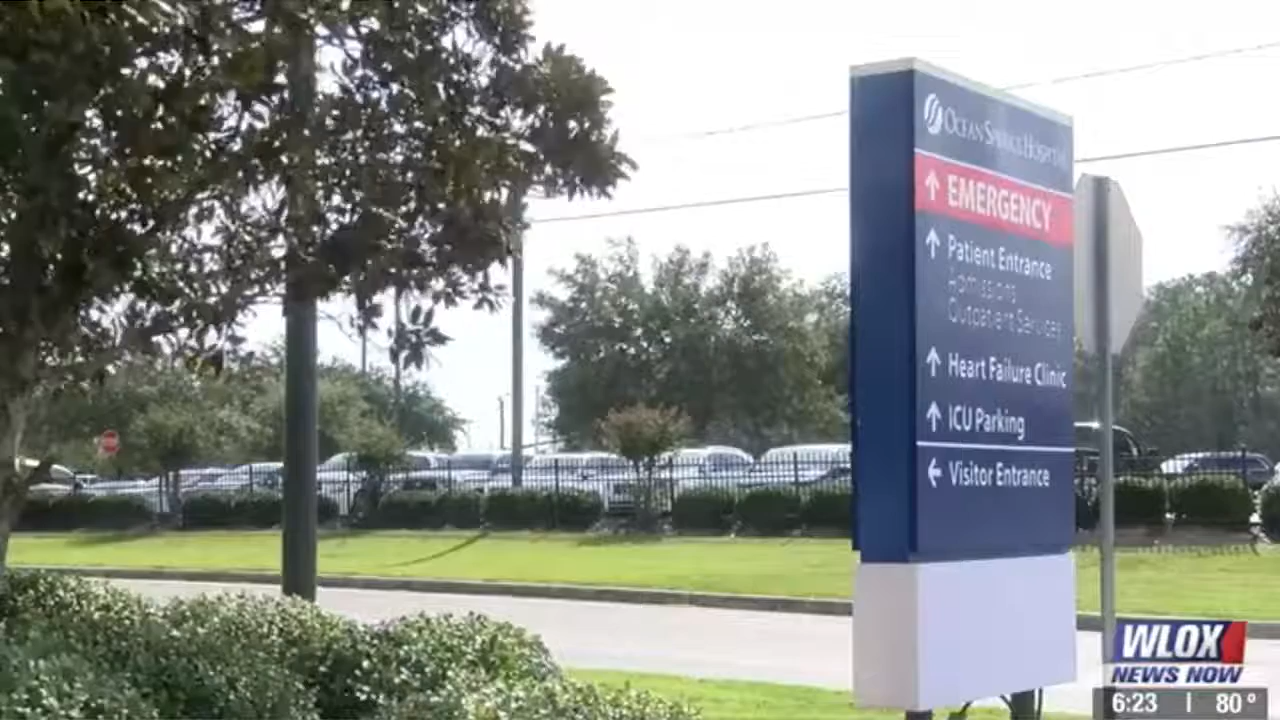 OCEAN SPRINGS HOSPITAL
↑ EMERGENCY
↑ Patient Entrance
Admissions
Outpatient Services
↑ Heart Failure Clinic
↑ ICU Parking
← Visitor Entrance
WLOX
NEWS NOW
6:23 | 80°